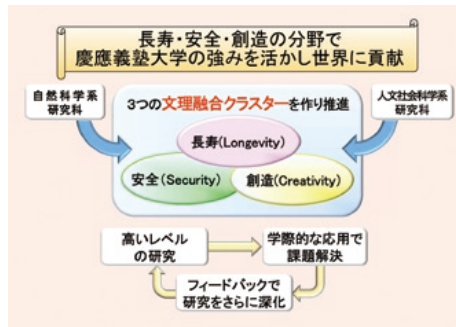 長寿・安全・創造の分野で
慶應義塾大学の強みを活かし世界に貢献
自然科学系
研究科
3つの文理融合クラスターを作り推進
人文社会科学系
研究科
長寿(Longevity)
安全(Security)
創造(Creativity)
高いレベル
の研究
学際的な応用で
課題解決
フィードバックで
研究をさらに深化